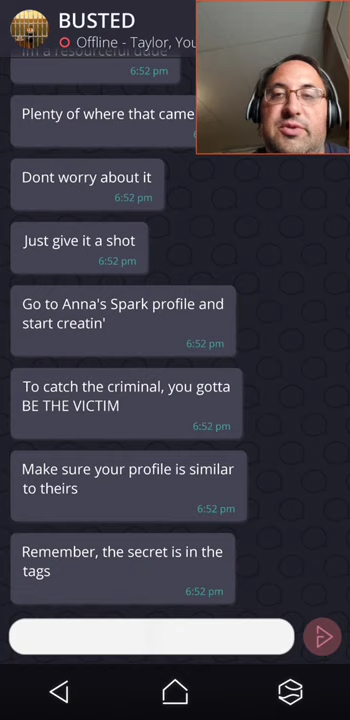 BUSTED
Offline - Taylor, You
I'm a resourceful dude
6:52 pm
Plenty of where that came
Dont worry about it
6:52 pm
Just give it a shot
6:52 pm
Go to Anna's Spark profile and
start creatin'
6:52 pm
To catch the criminal, you gotta
BE THE VICTIM
6:52 pm
Make sure your profile is similar
to theirs
6:52 pm
Remember, the secret is in the
tags
6:52 pm